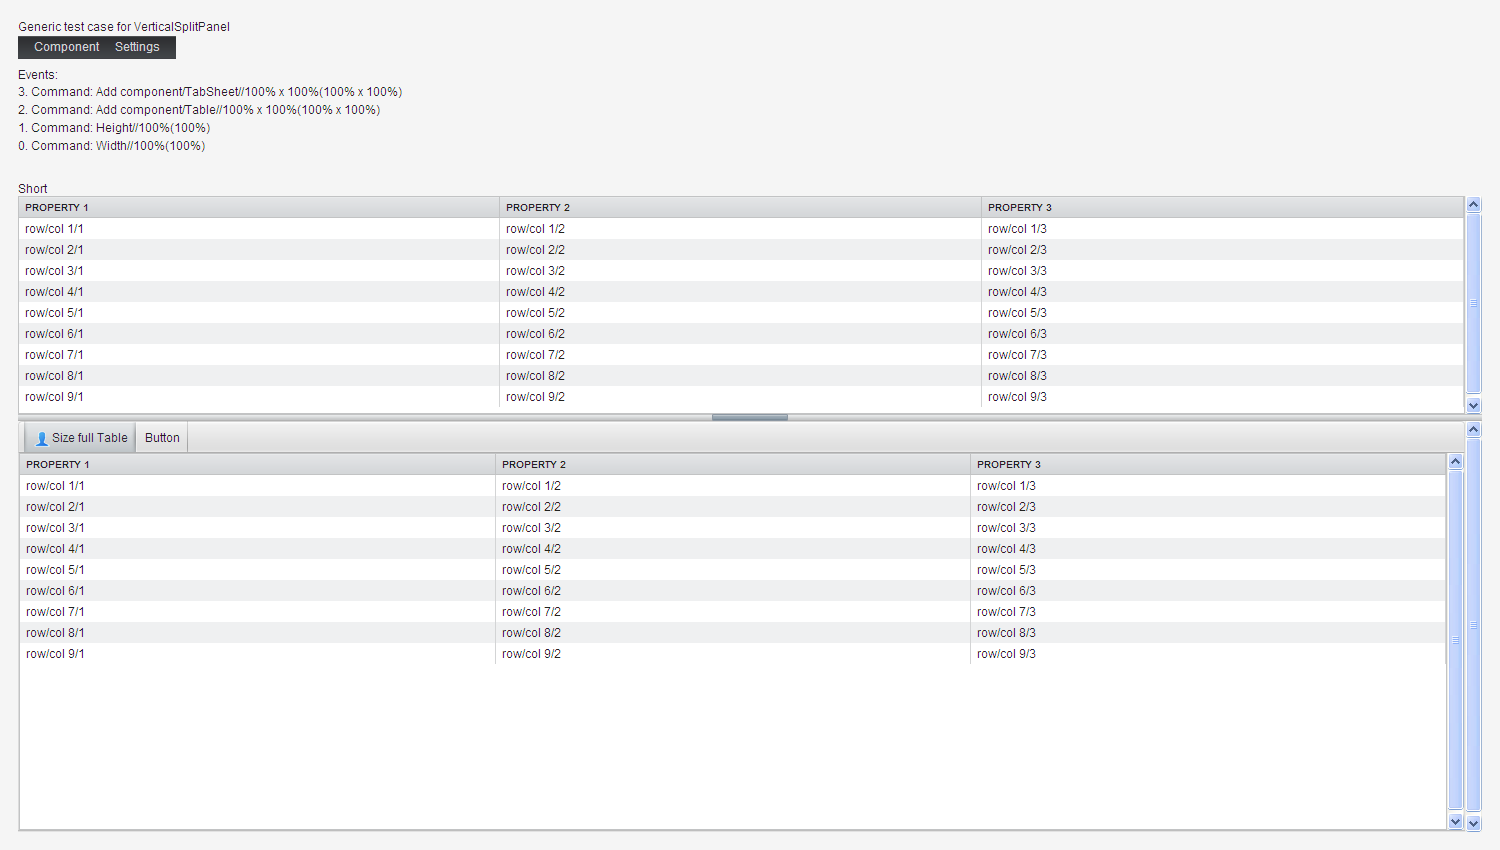 Generic test case for VerticalSplitPanel
Component Settings
Events:
3. Command: Add component/TabSheet//100% x 100%(100% x 100%)
2. Command: Add component/Table//100% x 100%(100% x 100%)
1. Command: Height//100%(100%)
0. Command: Width//100%(100%)
Short
PROPERTY 1 PROPERTY 2 PROPERTY 3
row/col 1/1 row/col 1/2 row/col 1/3
row/col 2/1 row/col 2/2 row/col 2/3
row/col 3/1 row/col 3/2 row/col 3/3
row/col 4/1 row/col 4/2 row/col 4/3
row/col 5/1 row/col 5/2 row/col 5/3
row/col 6/1 row/col 6/2 row/col 6/3
row/col 7/1 row/col 7/2 row/col 7/3
row/col 8/1 row/col 8/2 row/col 8/3
row/col 9/1 row/col 9/2 row/col 9/3
Size full Table Button
PROPERTY 1 PROPERTY 2 PROPERTY 3
row/col 1/1 row/col 1/2 row/col 1/3
row/col 2/1 row/col 2/2 row/col 2/3
row/col 3/1 row/col 3/2 row/col 3/3
row/col 4/1 row/col 4/2 row/col 4/3
row/col 5/1 row/col 5/2 row/col 5/3
row/col 6/1 row/col 6/2 row/col 6/3
row/col 7/1 row/col 7/2 row/col 7/3
row/col 8/1 row/col 8/2 row/col 8/3
row/col 9/1 row/col 9/2 row/col 9/3